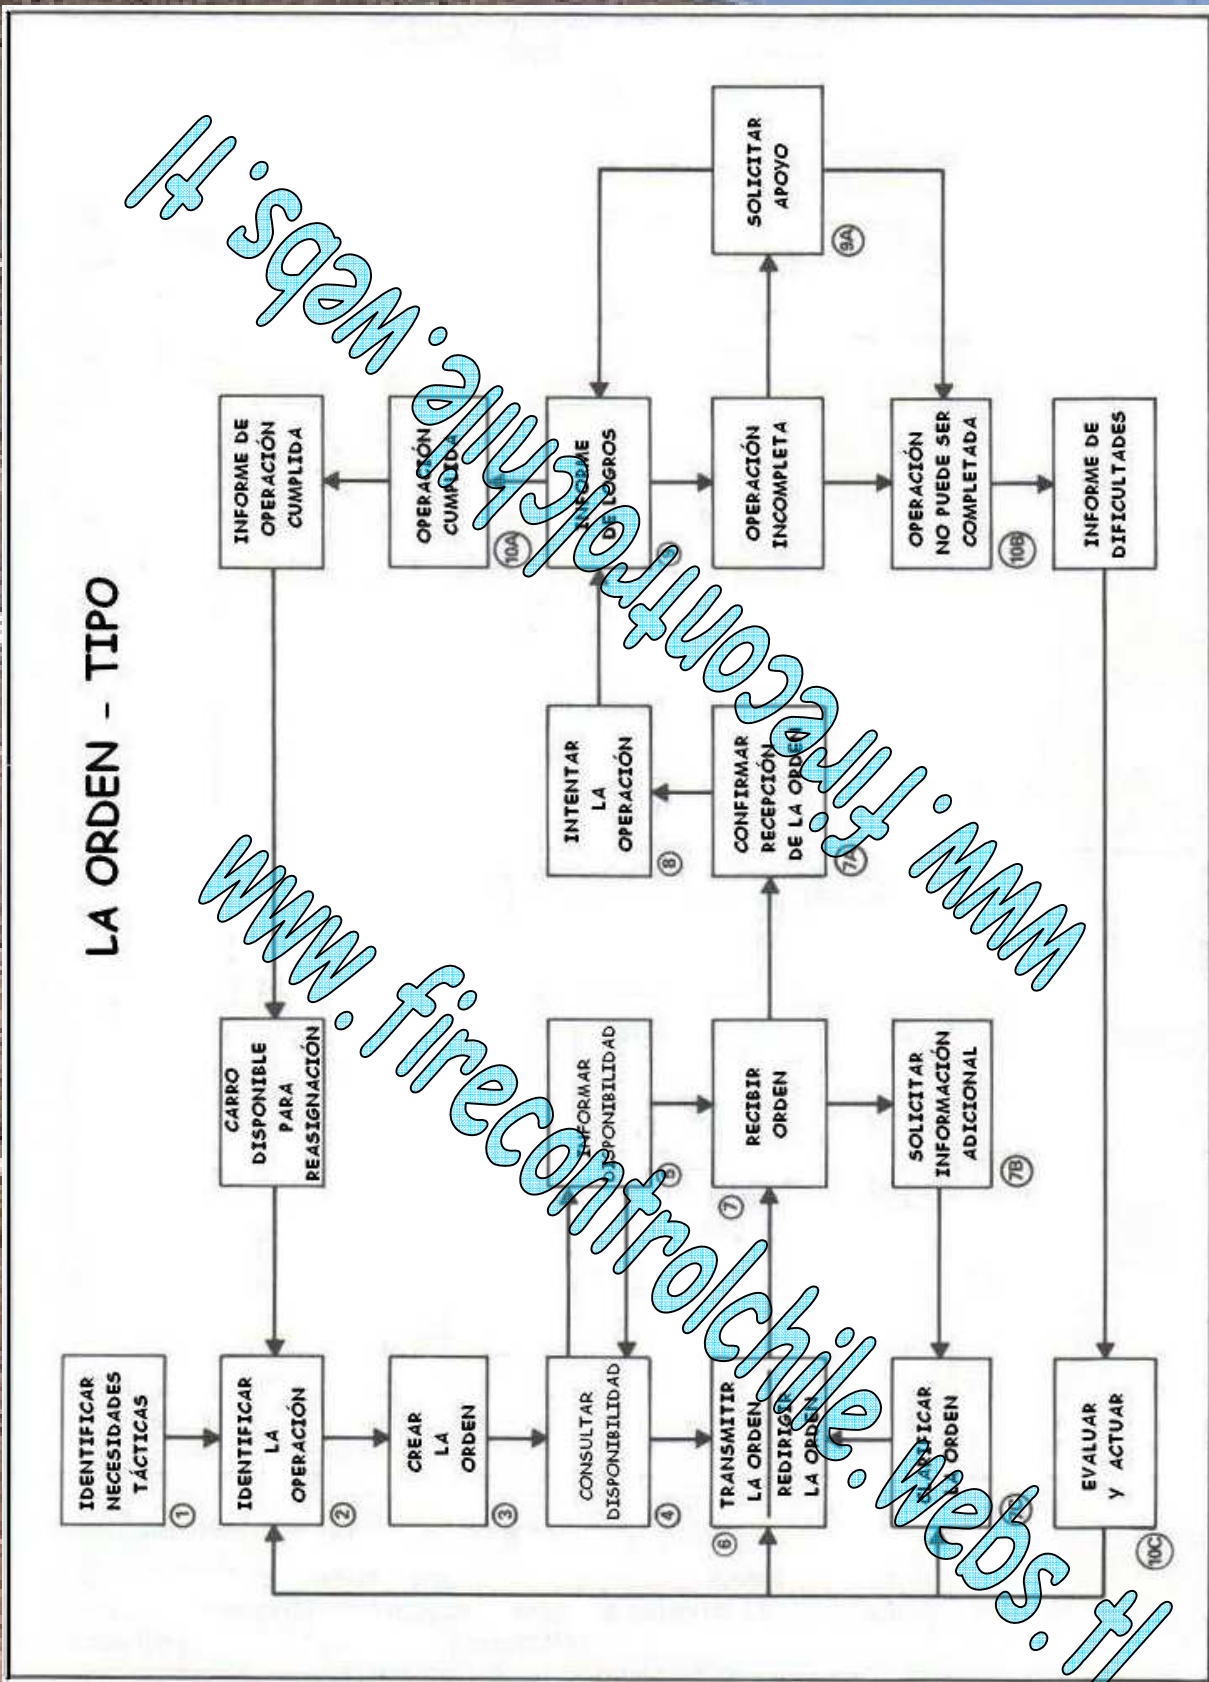 LA ORDEN - TIPO
IDENTIFICAR
NECESIDADES
TÁCTICAS
1
IDENTIFICAR
LA
OPERACIÓN
2
CREAR
LA
ORDEN
3
CONSULTAR
DISPONIBILIDAD
4
TRANSMITIR
LA ORDEN
REDIRIGIR
LA ORDEN
6
CLARIFICAR
LA ORDEN
EVALUAR
y ACTUAR
10C
CARRO
DISPONIBLE
PARA
REASIGNACIÓN
INFORMAR
DISPONIBILIDAD
5
RECIBIR
ORDEN
7
SOLICITAR
INFORMACIÓN
ADICIONAL
7B
INTENTAR
LA
OPERACIÓN
8
CONFIRMAR
RECEPCIÓN
DE LA ORDEN
7A
INFORME DE
OPERACIÓN
CUMPLIDA
OPERACIÓN
CUMPLIDA
10A
INFORME
DE LOGROS
OPERACIÓN
INCOMPLETA
OPERACIÓN
NO PUEDE SER
COMPLETADA
10B
INFORME DE
DIFICULTADES
SOLICITAR
APOYO
9A
www.firecontrolchile.webs.tl
www.firecontrolchile.webs.tl